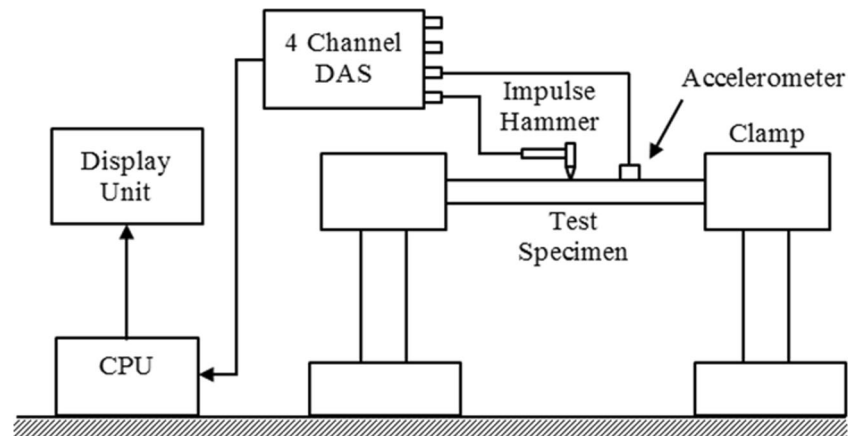 4 Channel
DAS
Accelerometer
Impulse
Hammer
Clamp
Display
Unit
Test
Specimen
CPU